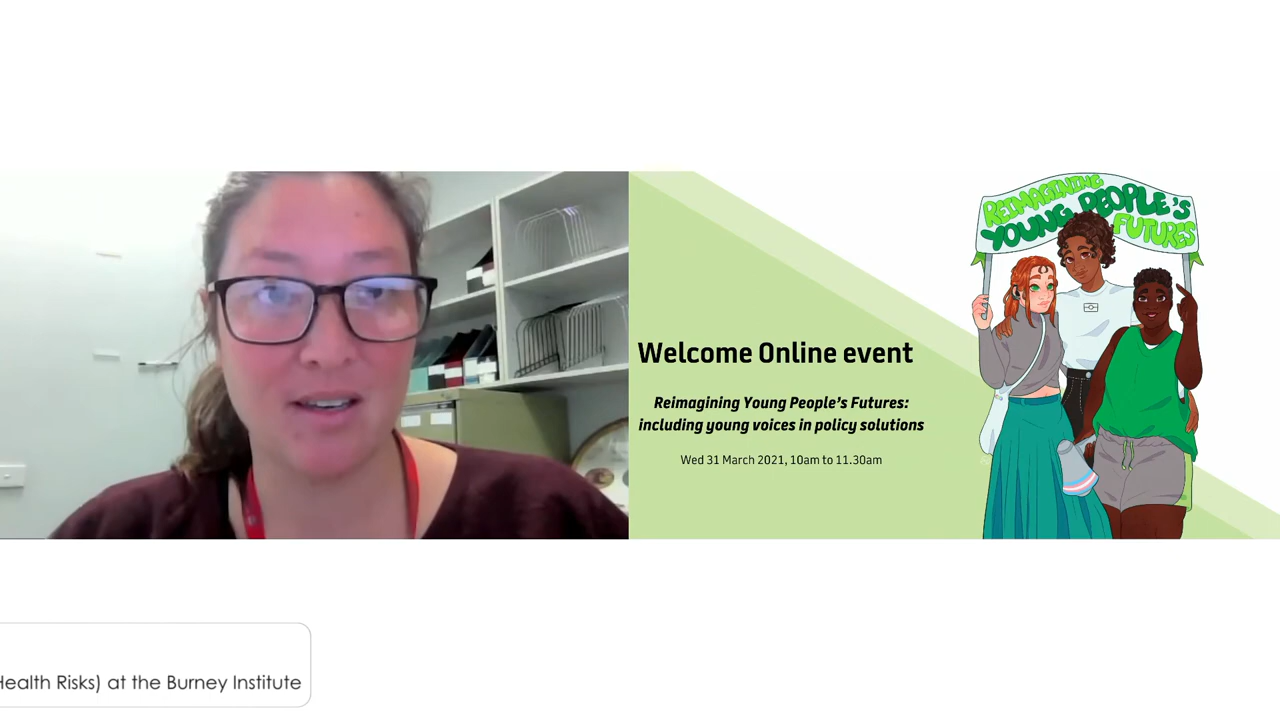 REIMAGINING
YOUNG PEOPLE'S
FUTURES
Welcome Online event
Reimagining Young People's Futures:
including young voices in policy solutions
Wed 31 March 2021, 10am to 11.30am
Health Risks) at the Burney Institute